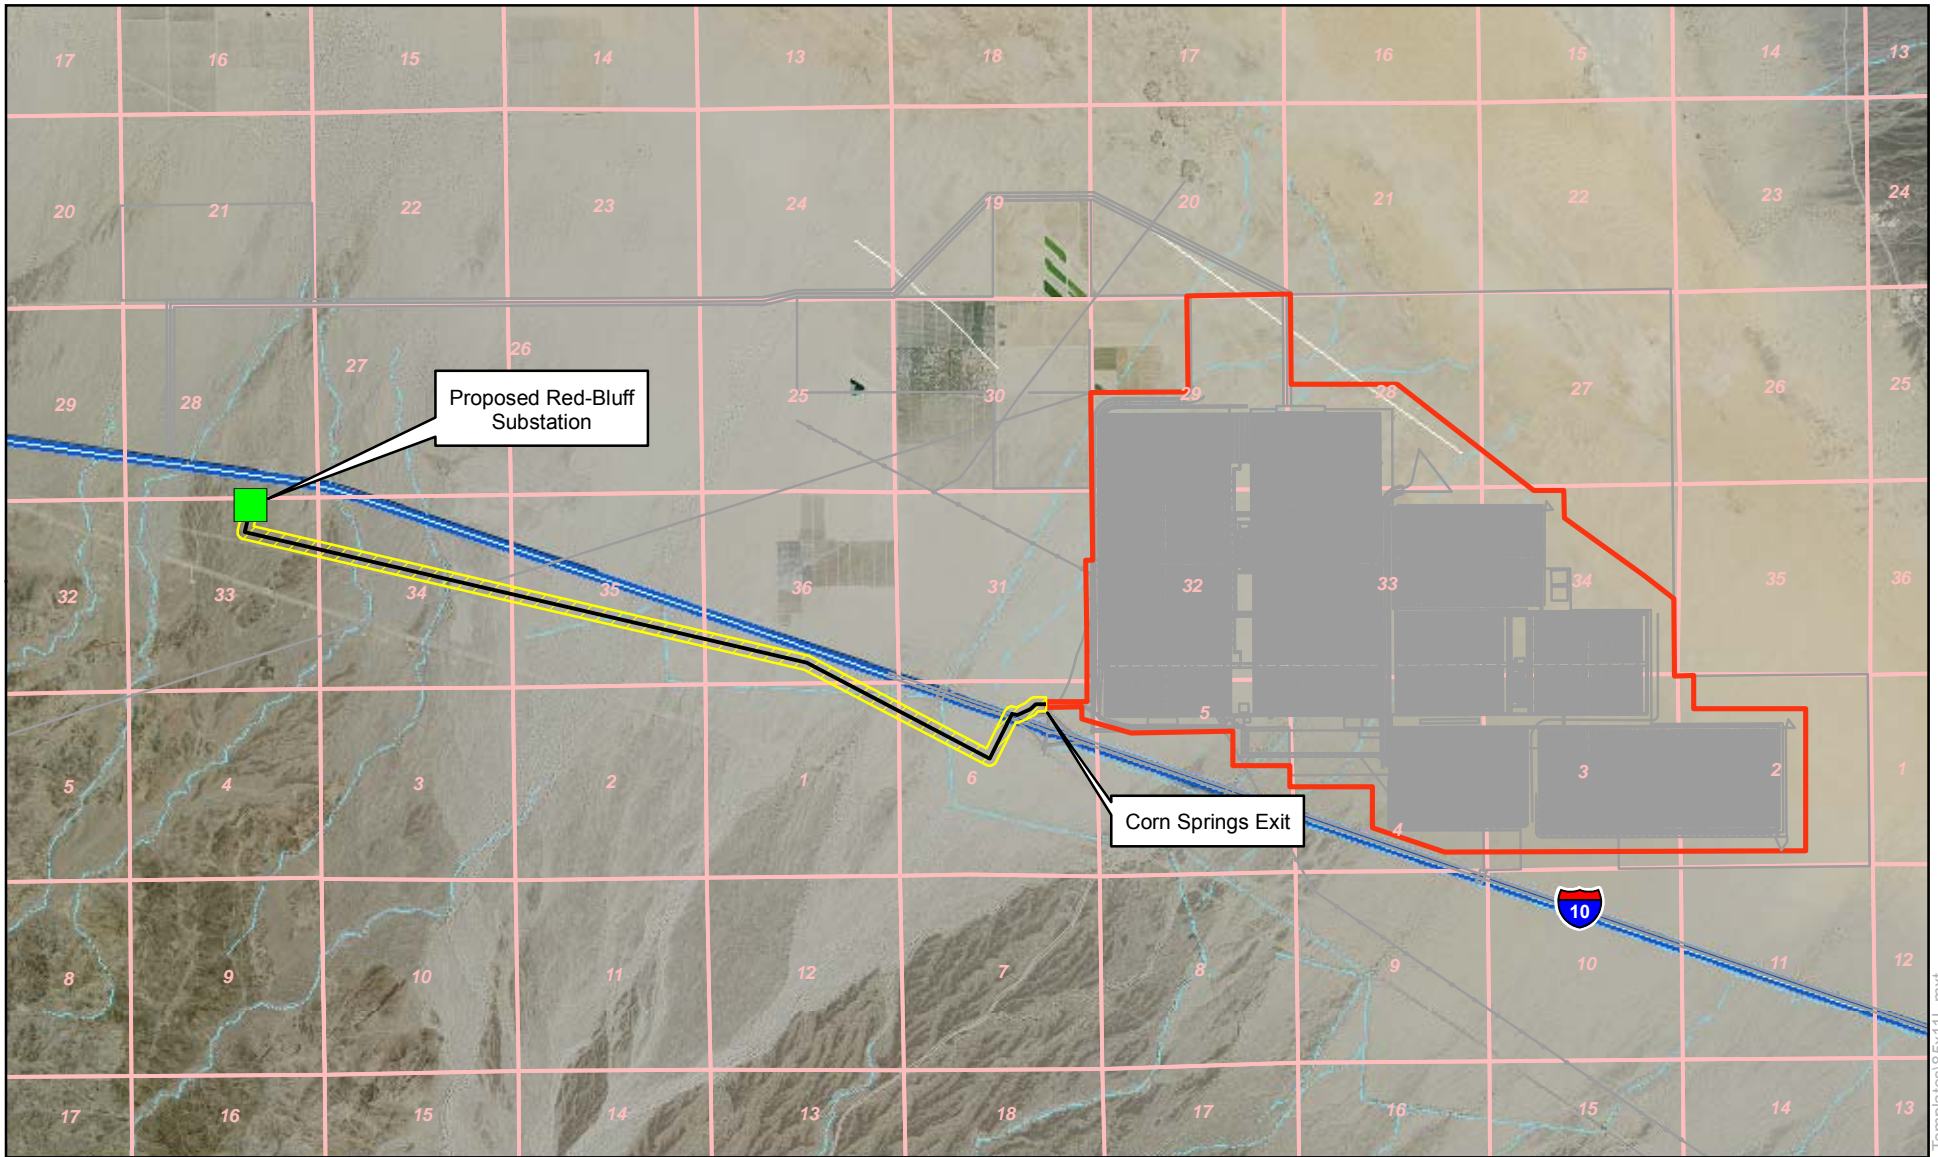 17 16 15 14 13 18 17 16 15 14 13
20 21 22 23 24 19 20 21 22 23 24
29 28 27 26 25 30 29 28 27 26 25
Proposed Red-Bluff
Substation
32 33 34 35 36 31 32 33 34 35 36
5 4 3 2 1 6 5 4 3 2 1
Corn Springs Exit
10
8 9 10 11 12 7 8 9 10 11 12
17 16 15 14 13 18 17 16 15 14 13